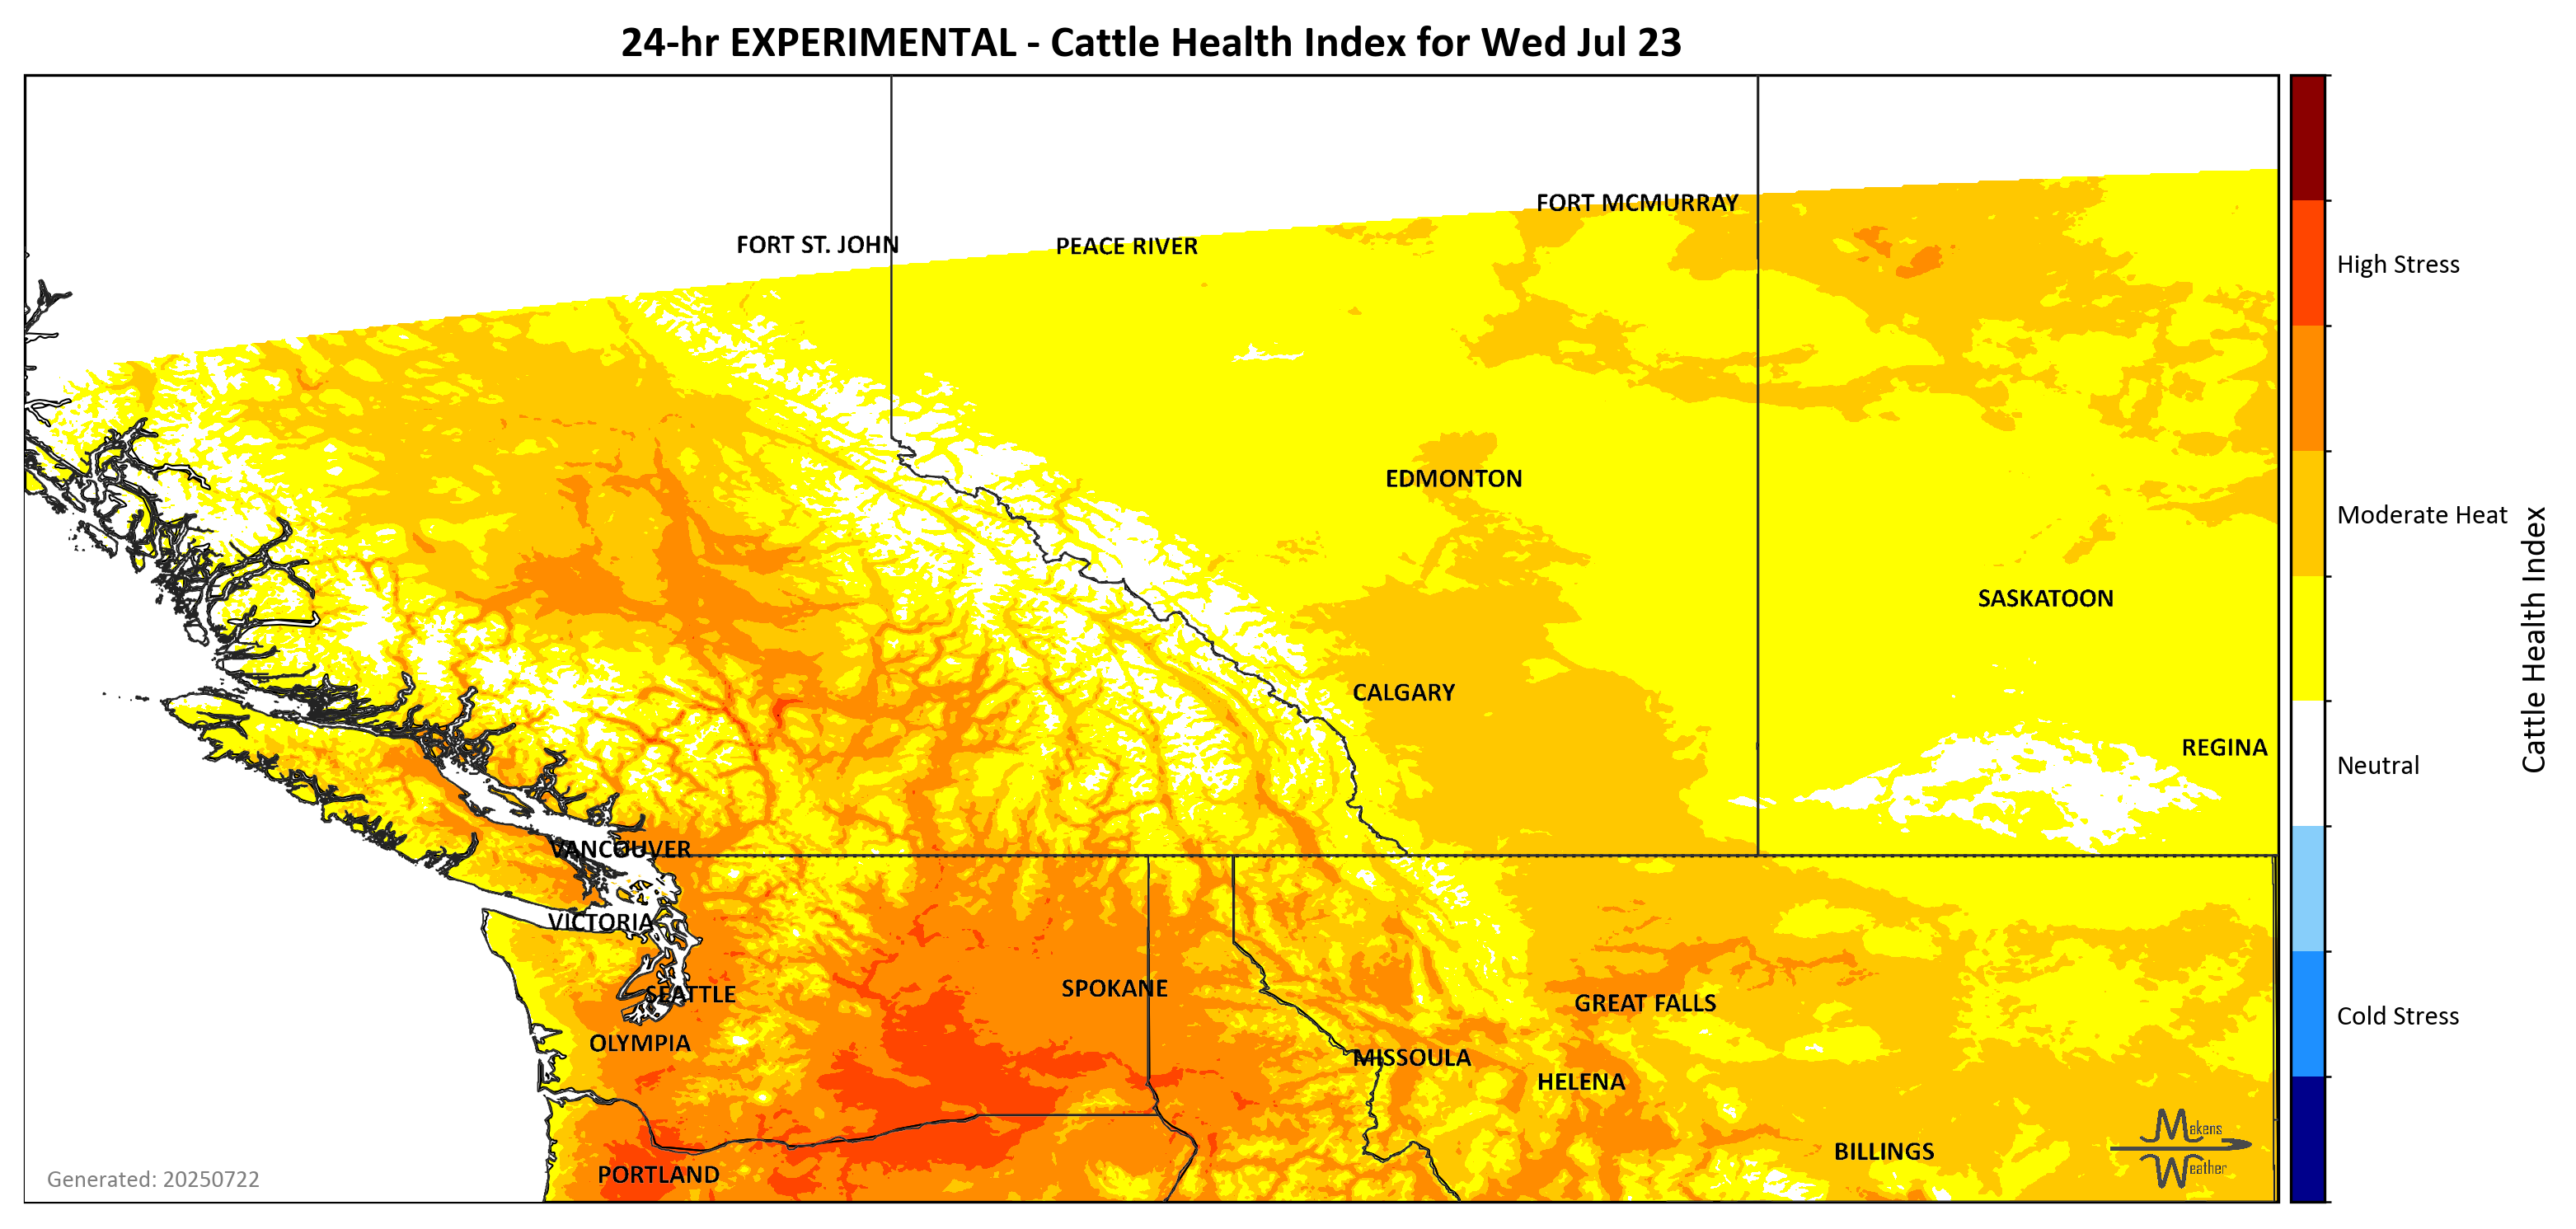 24-hr EXPERIMENTAL - Cattle Health Index for Wed Jul 23
FORT MCMURRAY
FORT ST. JOHN
PEACE RIVER
High Stress
EDMONTON
Moderate Heat
SASKATOON
Cattle Health Index
CALGARY
REGINA
Neutral
VANCOUVER
VICTORIA
SEATTLE
SPOKANE
GREAT FALLS
Cold Stress
OLYMPIA
MISSOULA
HELENA
Makens
Weather
BILLINGS
PORTLAND
Generated: 20250722